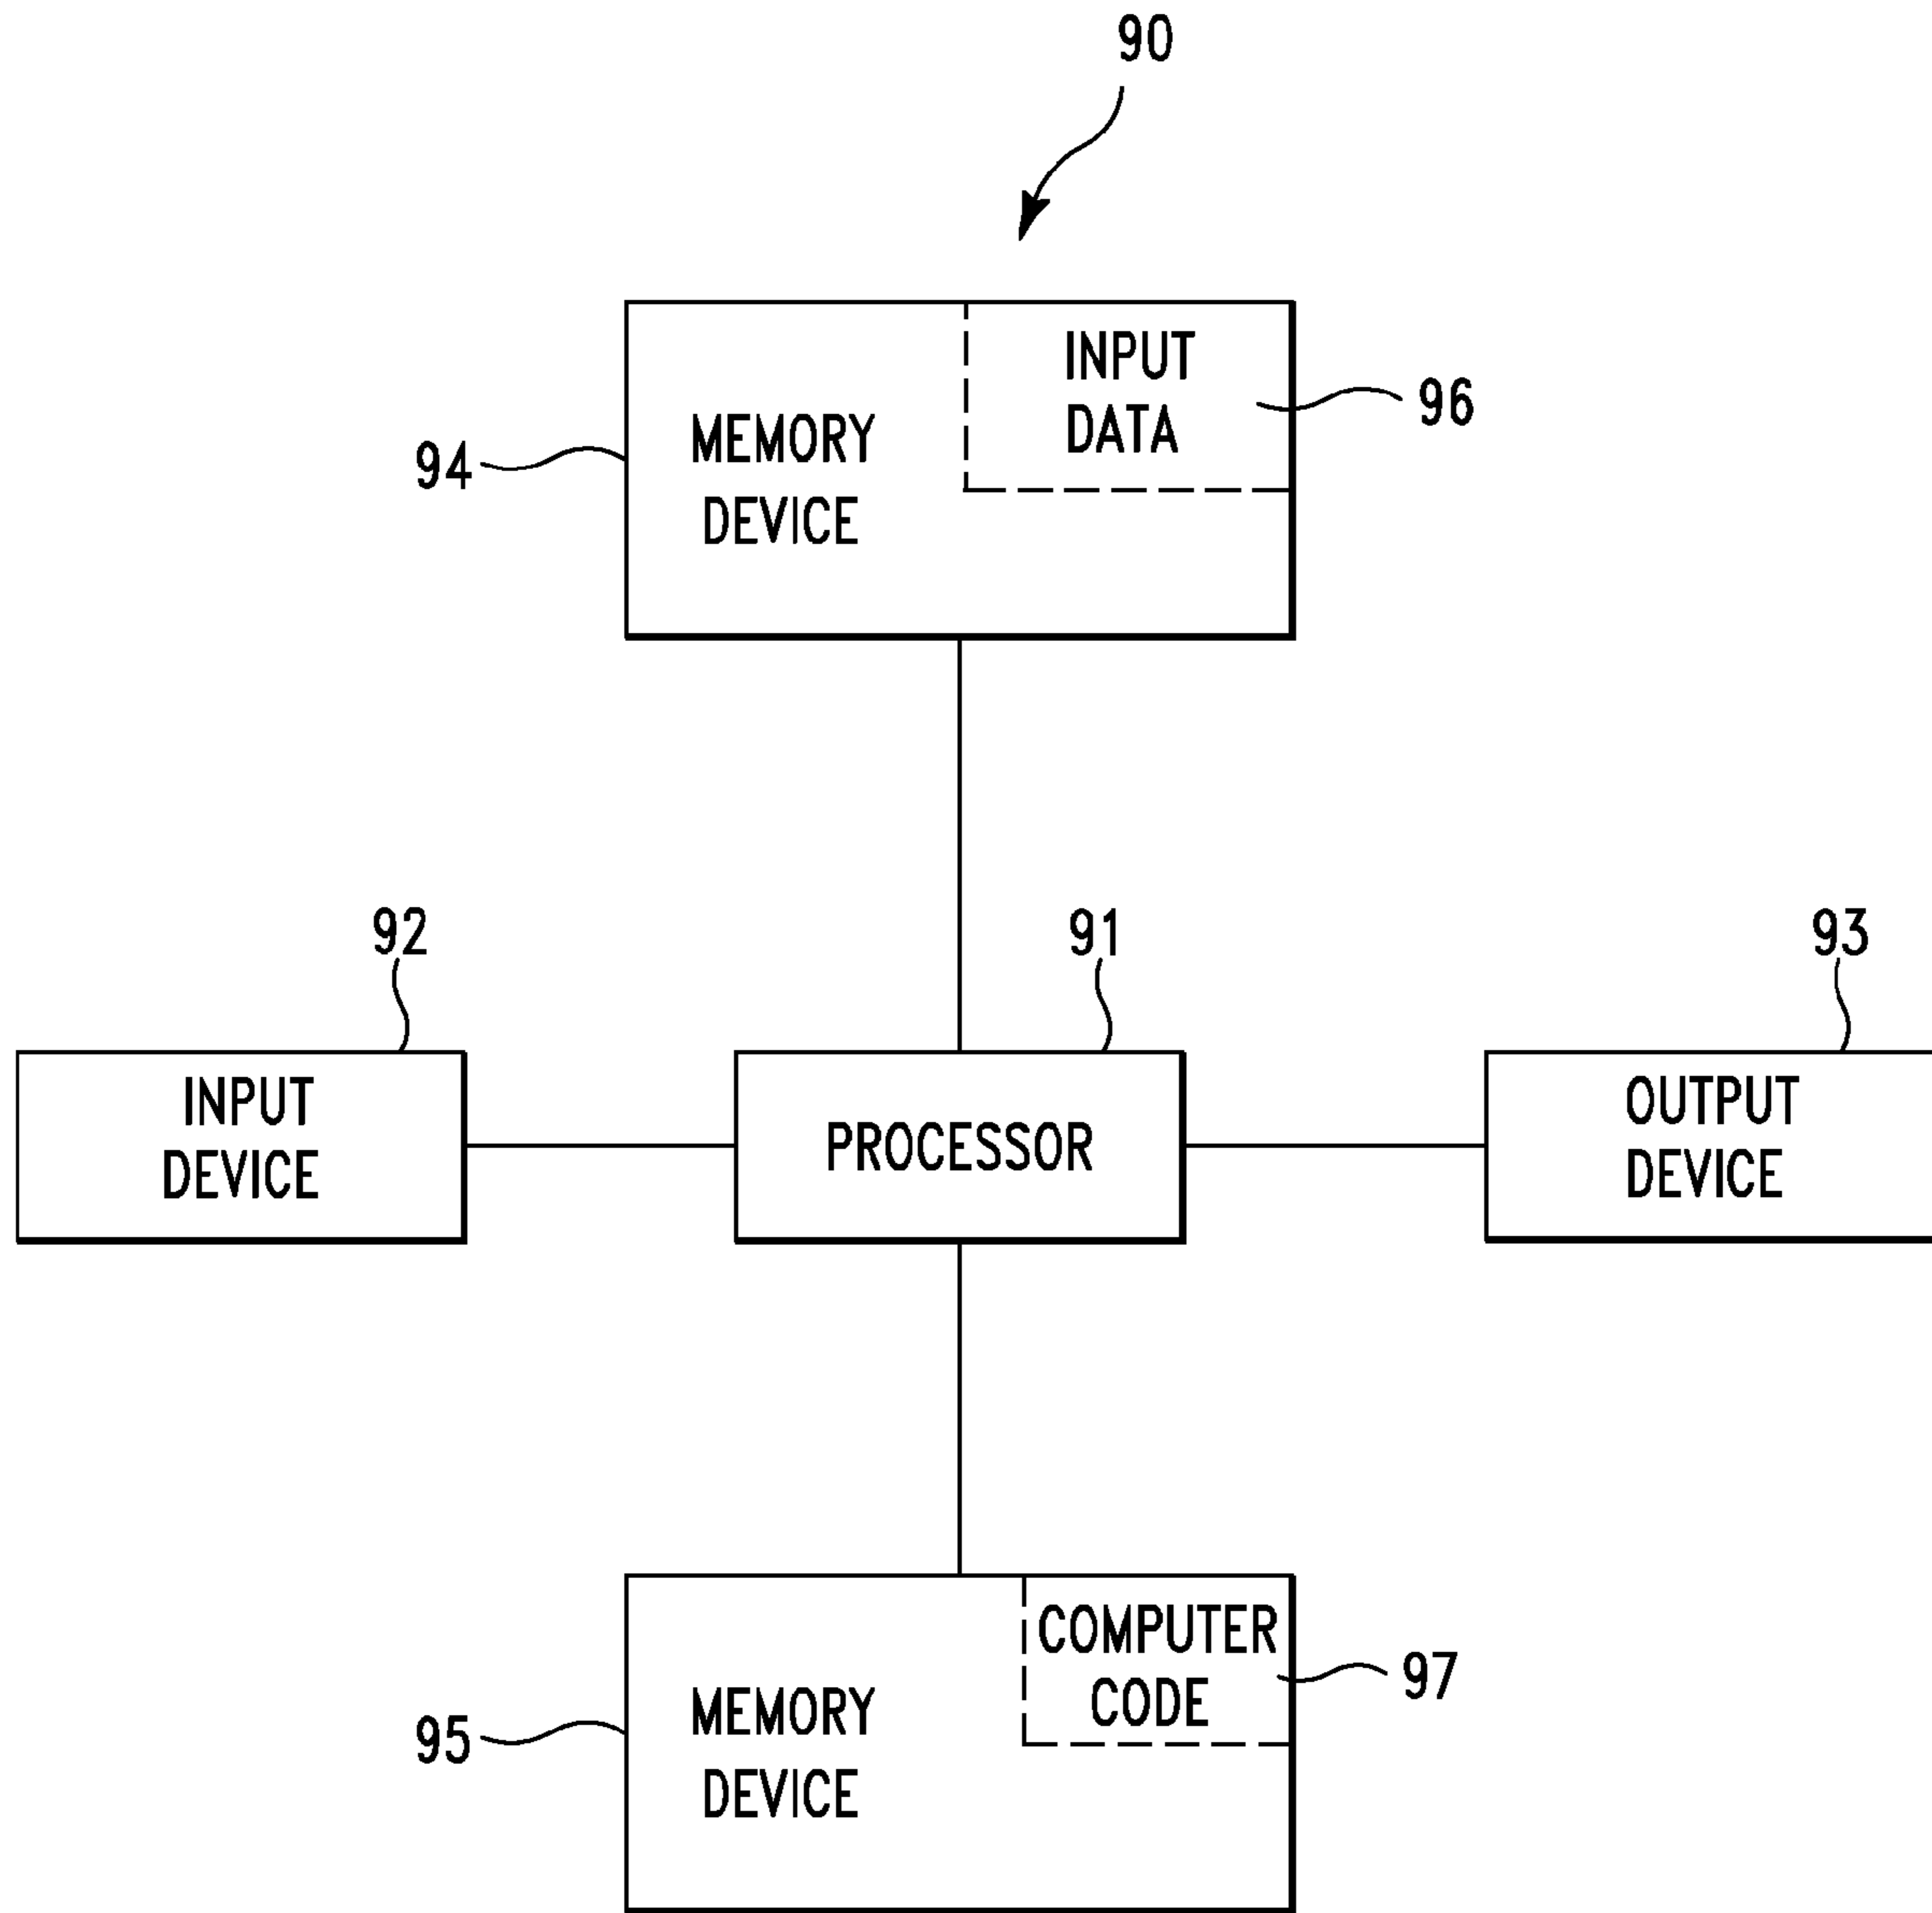 90
INPUT
DATA
96
MEMORY
DEVICE
94
92
91
93
INPUT
DEVICE
PROCESSOR
OUTPUT
DEVICE
COMPUTER
CODE
97
MEMORY
DEVICE
95